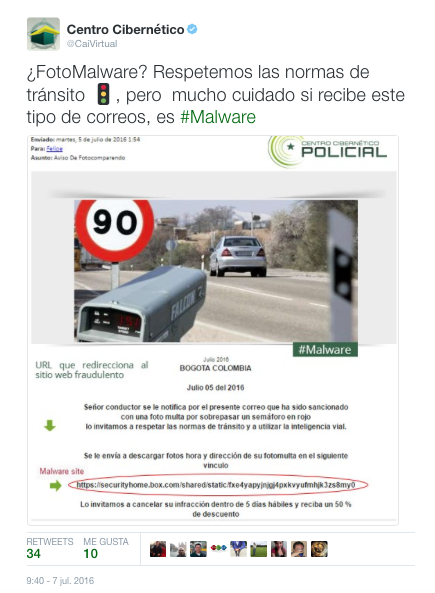 Centro Cibernético
@CaiVirtual
¿FotoMalware? Respetemos las normas de
tránsito 🚦, pero mucho cuidado si recibe este
tipo de correos, es #Malware
Enviado: martes, 5 de julio de 2016 1:54
Para: Felipe
Asunto: Aviso De Fotocomparendo
CENTRO CIBERNÉTICO
POLICIAL
90
FALCON
#Malware
URL que redirecciona al
sitio web fraudulento
Julio 2016
BOGOTA COLOMBIA
Julio 05 del 2016
Señor conductor se le notifica por el presente correo que ha sido sancionado
con una foto multa por sobrepasar un semáforo en rojo
lo invitamos a respetar las normas de tránsito y a utilizar la inteligencia vial.
Se le envía a descargar fotos hora y dirección de su fotomulta en el siguiente
vínculo
Malware site
https://securityhome.box.com/shared/static/fxe4yapyjnjgj4pxkvyufmhjk3zs8my0
Lo invitamos a cancelar su infracción dentro de 5 días hábiles y reciba un 50 %
de descuento
RETWEETS
34
ME GUSTA
10
9:40 - 7 jul. 2016